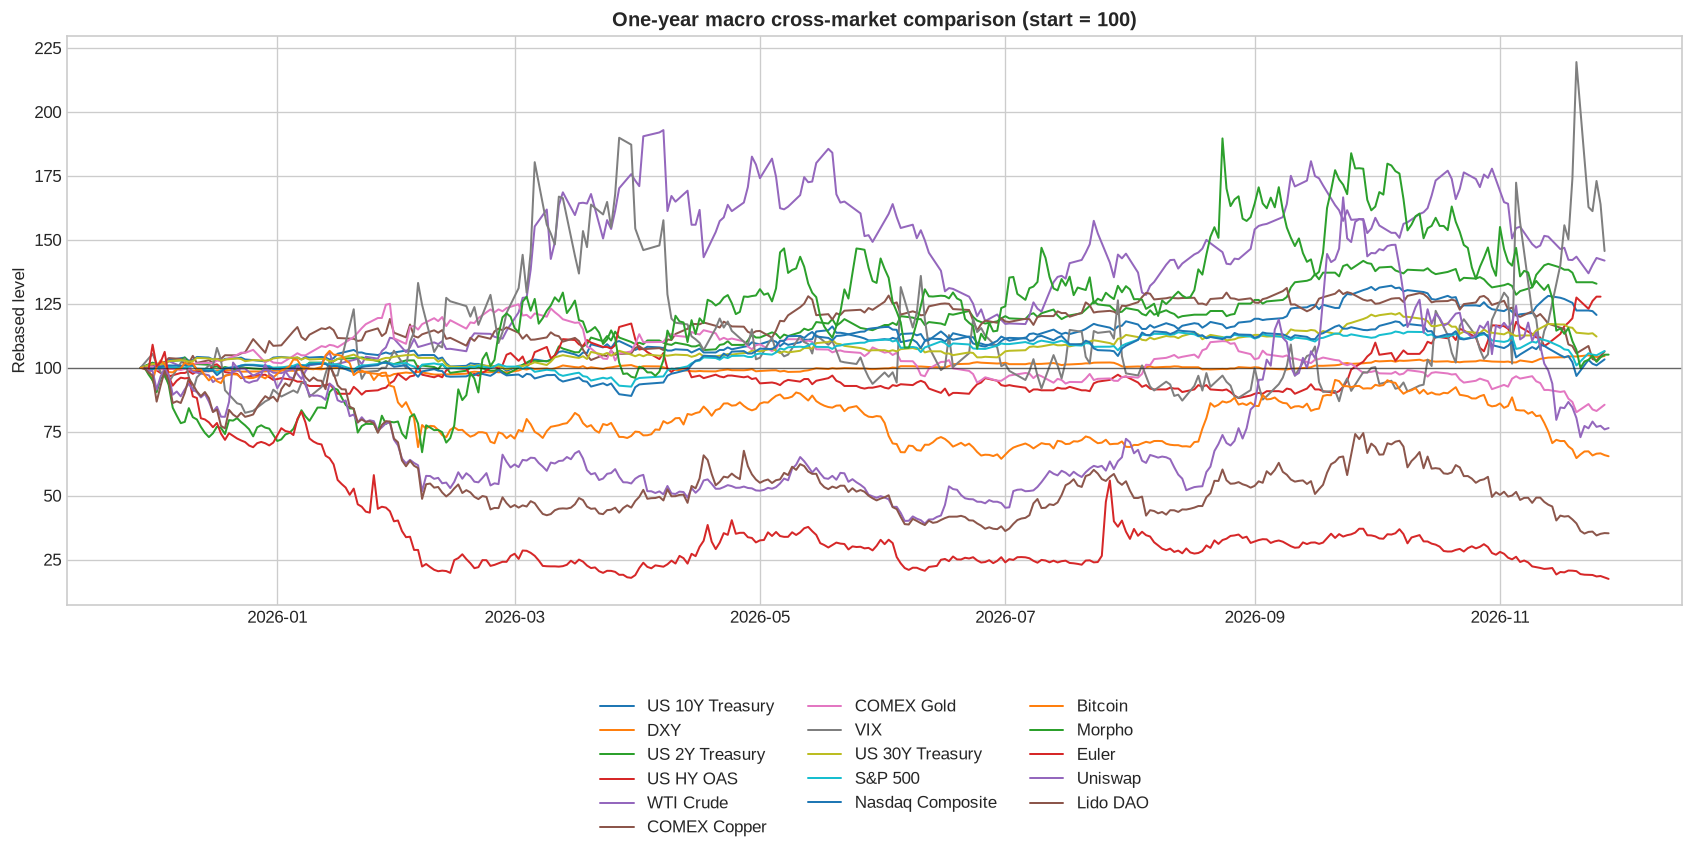 One-year macro cross-market comparison (start = 100)
Rebased level
225
200
175
150
125
100
75
50
25
2026-01 2026-03 2026-05 2026-07 2026-09 2026-11
US 10Y Treasury COMEX Gold Bitcoin
DXY VIX Morpho
US 2Y Treasury US 30Y Treasury Euler
US HY OAS S&P 500 Uniswap
WTI Crude Nasdaq Composite Lido DAO
COMEX Copper